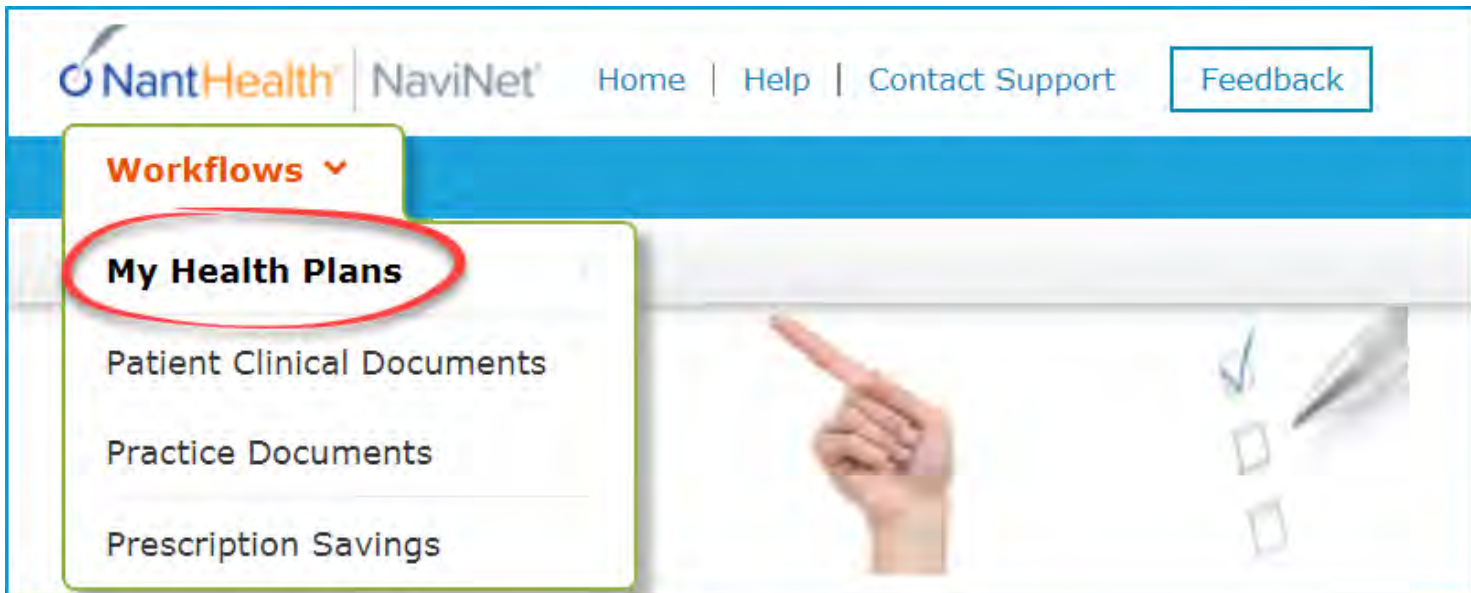 NantHealth® | NaviNet® Home | Help | Contact Support Feedback
Workflows
My Health Plans
Patient Clinical Documents
Practice Documents
Prescription Savings